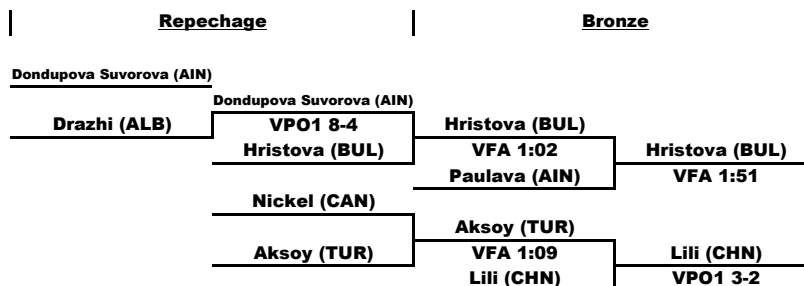 Repechage
Bronze
Dondupova Suvorova (AIN)
Dondupova Suvorova (AIN)
Drazhi (ALB)
VPO1 8-4
Hristova (BUL)
Hristova (BUL)
VFA 1:02
Hristova (BUL)
Paulava (AIN)
VFA 1:51
Nickel (CAN)
Aksoy (TUR)
Aksoy (TUR)
VFA 1:09
Lili (CHN)
Lili (CHN)
VPO1 3-2